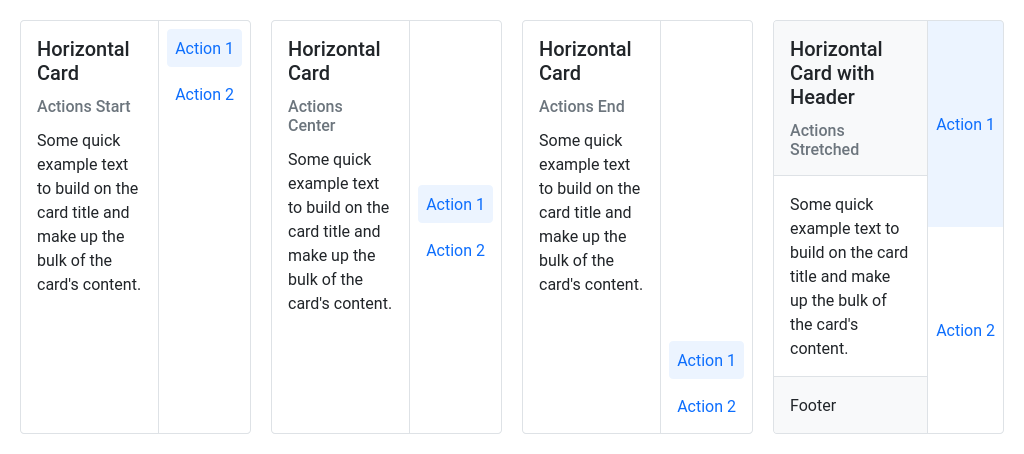 Horizontal
Card
Actions Start
Some quick
example text
to build on the
card title and
make up the
bulk of the
card's content.
Action 1
Action 2
Horizontal
Card
Actions
Center
Some quick
example text
to build on the
card title and
make up the
bulk of the
card's content.
Action 1
Action 2
Horizontal
Card
Actions End
Some quick
example text
to build on the
card title and
make up the
bulk of the
card's content.
Action 1
Action 2
Horizontal
Card with
Header
Actions
Stretched
Some quick
example text to
build on the card
title and make
up the bulk of
the card's
content.
Footer
Action 1
Action 2